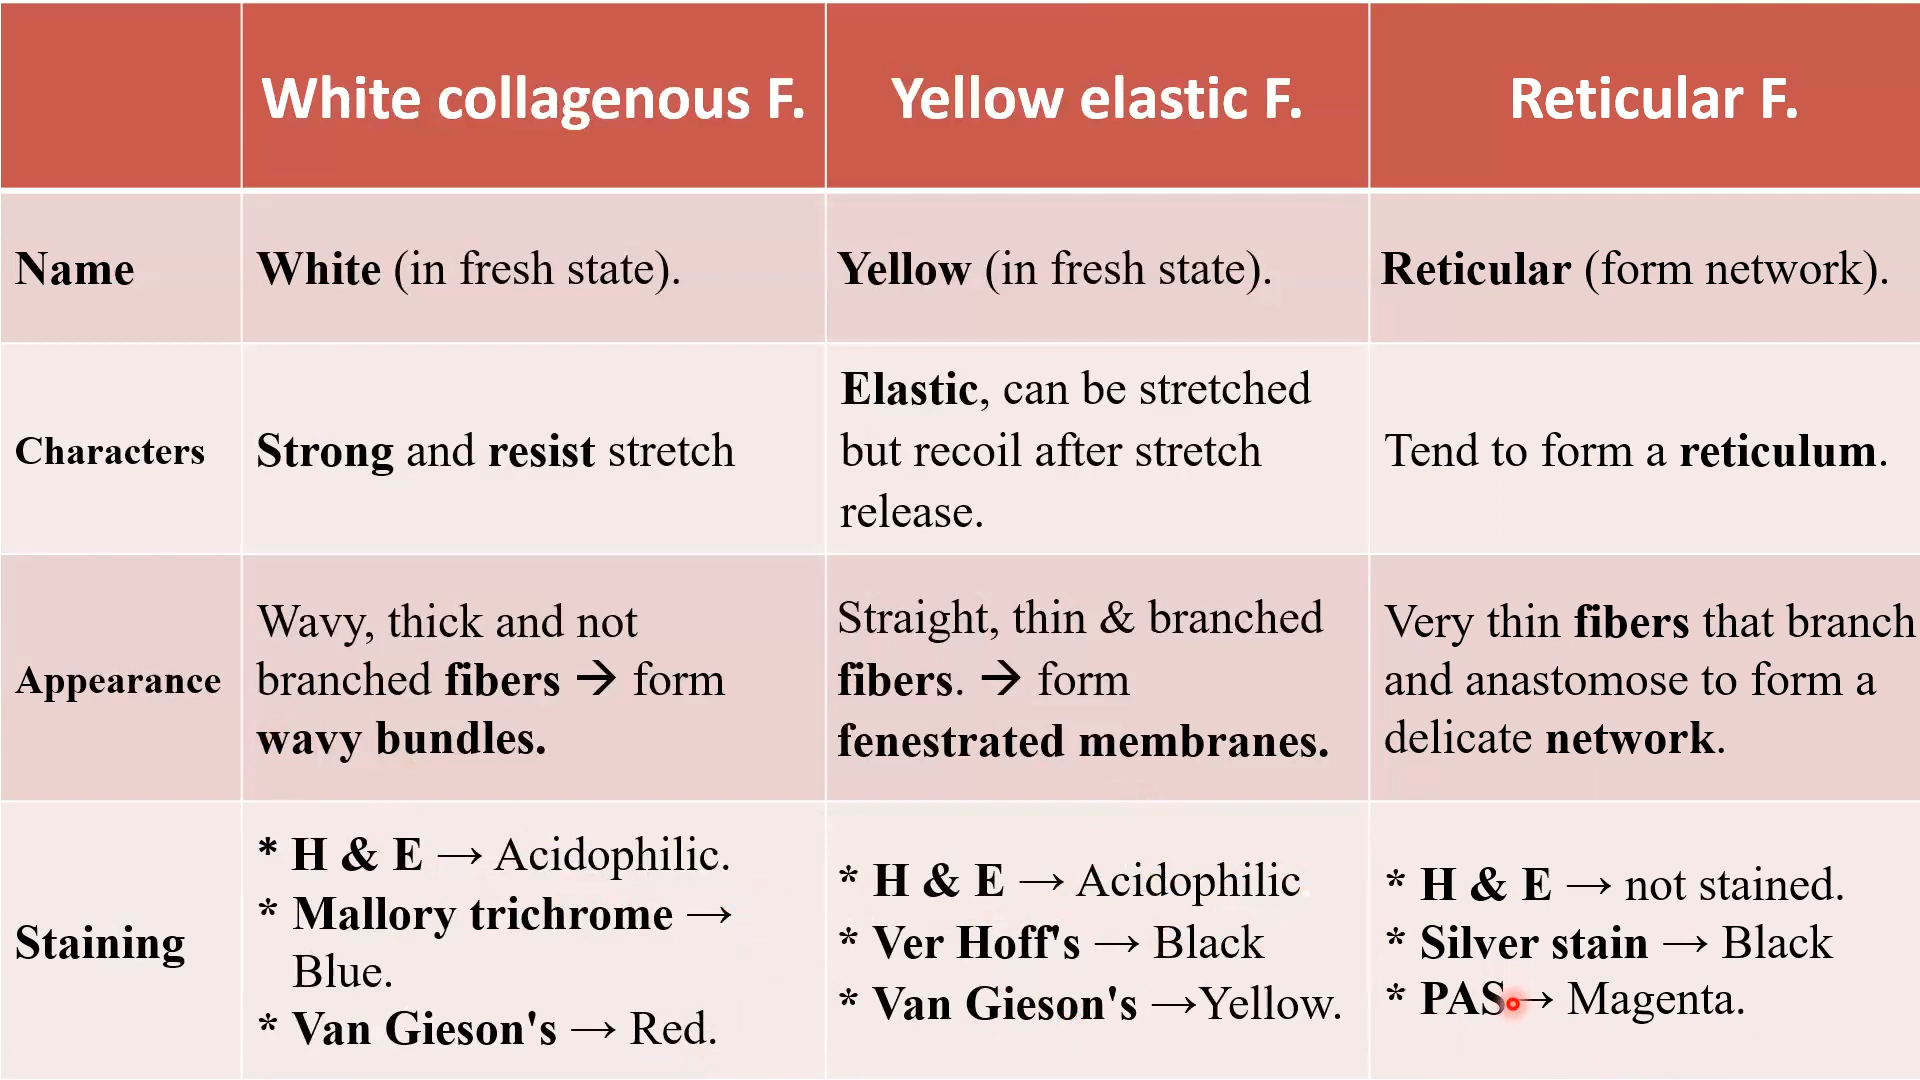 White collagenous F.
Yellow elastic F.
Reticular F.
Name
White (in fresh state).
Yellow (in fresh state).
Reticular (form network).
Characters
Strong and resist stretch
Elastic, can be stretched
but recoil after stretch
release.
Tend to form a reticulum.
Appearance
Wavy, thick and not
branched fibers → form
wavy bundles.
Straight, thin & branched
fibers. → form
fenestrated membranes.
Very thin fibers that branch
and anastomose to form a
delicate network.
Staining
* H & E → Acidophilic.
* Mallory trichrome →
Blue.
* Van Gieson's → Red.
* H & E → Acidophilic.
* Ver Hoff's → Black
* Van Gieson's →Yellow.
* H & E → not stained.
* Silver stain → Black
* PAS → Magenta.